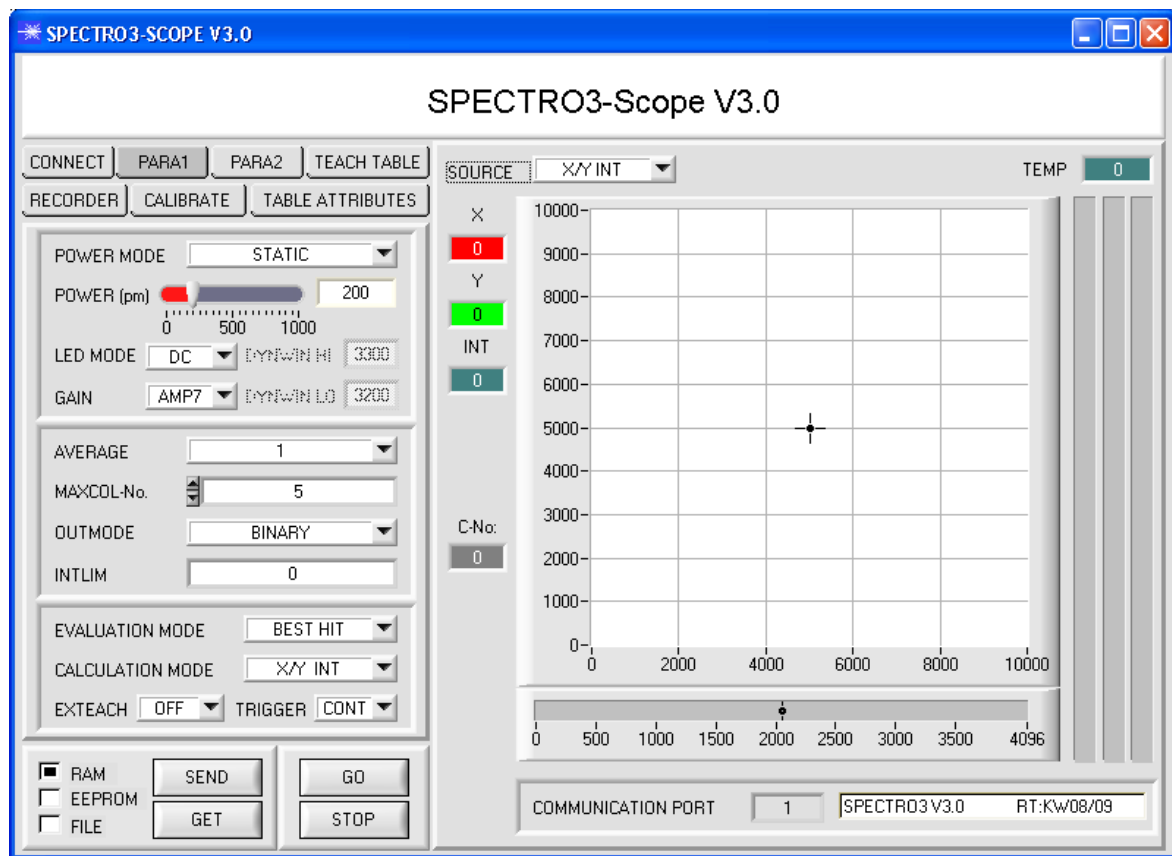 SPECTRO3-SCOPE V3.0
SPECTRO3-Scope V3.0
CONNECT PARA1 PARA2 TEACH TABLE
RECORDER CALIBRATE TABLE ATTRIBUTES
POWER MODE STATIC
POWER (pm) 200
0 500 1000
LED MODE DC DYNWIN HI 3300
GAIN AMP7 DYNWIN LO 3200
AVERAGE 1
MAXCOL-No. 5
OUTMODE BINARY
INTLIM 0
EVALUATION MODE BEST HIT
CALCULATION MODE X/Y INT
EXTEACH OFF TRIGGER CONT
RAM
EEPROM
FILE
SEND
GET
GO
STOP
SOURCE X/Y INT
TEMP 0
X
0
Y
0
INT
0
C-No:
0
10000
9000
8000
7000
6000
5000
4000
3000
2000
1000
0
0 2000 4000 6000 8000 10000
0 500 1000 1500 2000 2500 3000 3500 4096
COMMUNICATION PORT 1 SPECTRO3 V3.0 RT:KW08/09